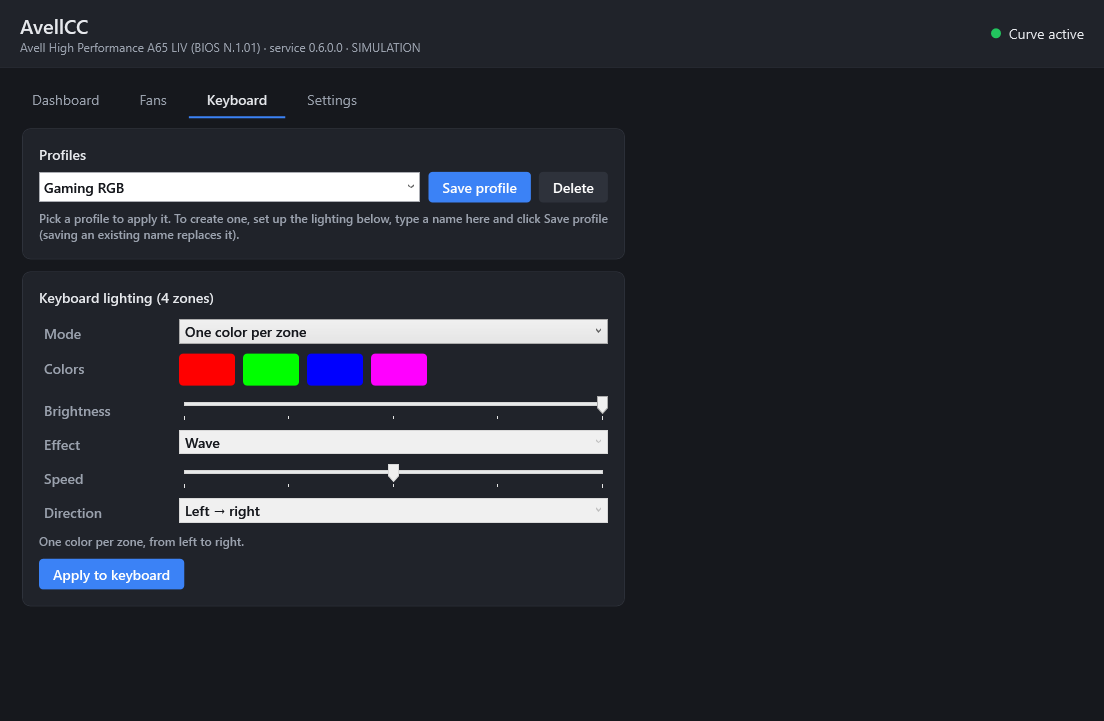 AvellCC
Avell High Performance A65 LIV (BIOS N.1.01) · service 0.6.0.0 · SIMULATION
Curve active
Dashboard Fans Keyboard Settings
Profiles
Gaming RGB Save profile Delete
Pick a profile to apply it. To create one, set up the lighting below, type a name here and click Save profile
(saving an existing name replaces it).
Keyboard lighting (4 zones)
Mode One color per zone
Colors
Brightness
Effect Wave
Speed
Direction Left → right
One color per zone, from left to right.
Apply to keyboard